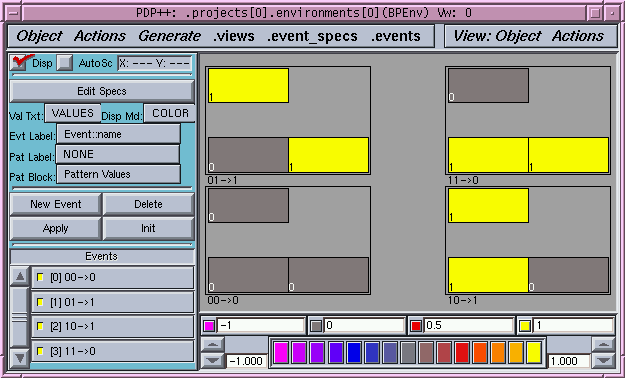 PDP++: .projects[0].environments[0](BPEnv) Vw: 0
Object Actions Generate .views .event_specs .events View: Object Actions
Disp AutoSc X: --- Y: ---
Edit Specs
Val Txt: VALUES Disp Md: COLOR
Evt Label: Event::name
Pat Label: NONE
Pat Block: Pattern Values
New Event Delete
Apply Init
Events
[0] 00->0
[1] 01->1
[2] 10->1
[3] 11->0
1 0
0 1 1 1
01->1 11->0
0 1
0 0 1 0
00->0 10->1
-1 0 0.5 1
-1.000 1.000